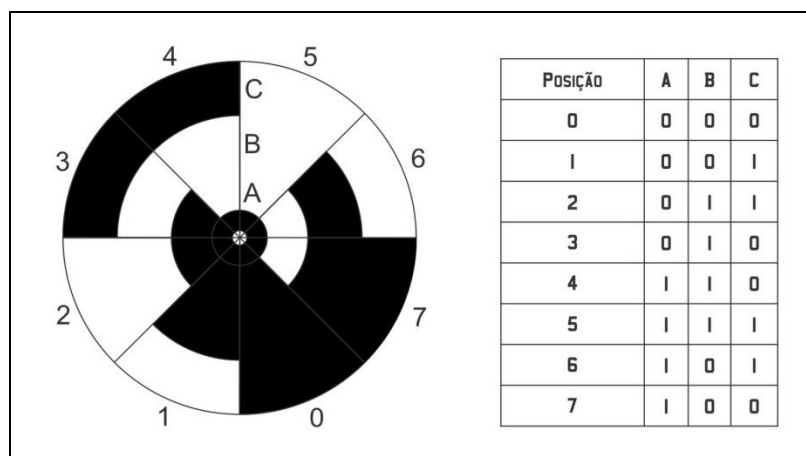 4 5
C
B
3 6
A
2 7
1 0
POSIÇÃO A B C
0 0 0 0
1 0 0 1
2 0 1 1
3 0 1 0
4 1 1 0
5 1 1 1
6 1 0 1
7 1 0 0